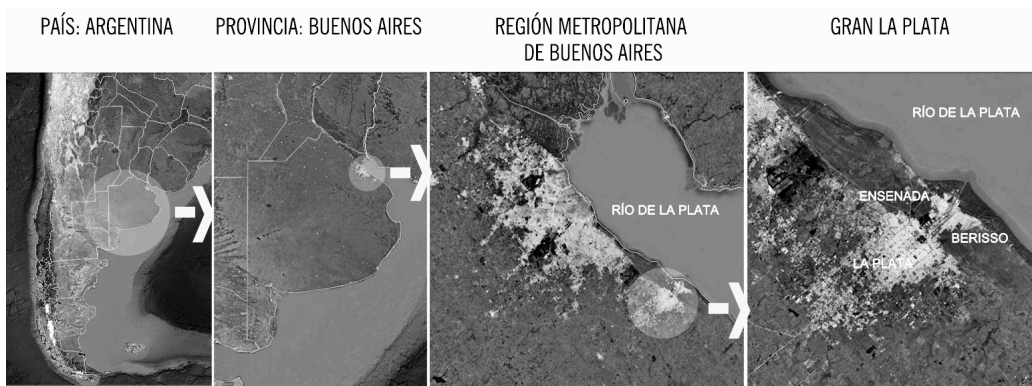 PAÍS: ARGENTINA
PROVINCIA: BUENOS AIRES
REGIÓN METROPOLITANA
DE BUENOS AIRES
GRAN LA PLATA
RÍO DE LA PLATA
RÍO DE LA PLATA
ENSENADA
BERISSO
LA PLATA